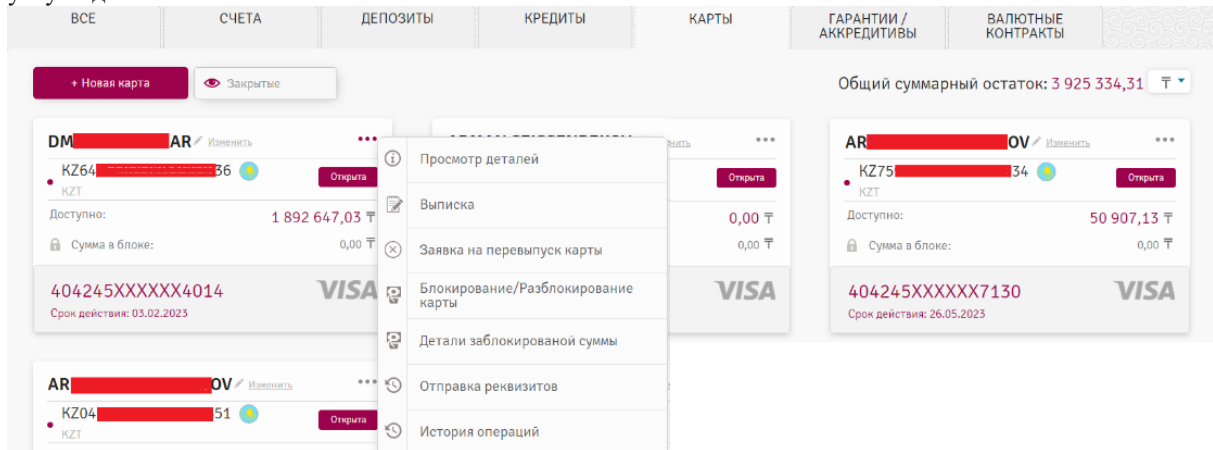 ВСЕ
СЧЕТА
ДЕПОЗИТЫ
КРЕДИТЫ
КАРТЫ
ГАРАНТИИ /
АККРЕДИТИВЫ
ВАЛЮТНЫЕ
КОНТРАКТЫ
+ Новая карта
Закрытые
Общий суммарный остаток: 3 925 334,31 ₸
DM AR Изменить
KZ64 36
Открыта
KZT
Доступно: 1 892 647,03 ₸
Сумма в блоке: 0,00 ₸
404245XXXXXX4014
VISA
Срок действия: 03.02.2023
Просмотр деталей
Выписка
Заявка на перевыпуск карты
Блокирование/Разблокирование
карты
Детали заблокированой суммы
Отправка реквизитов
История операций
Открыта
0,00 ₸
0,00 ₸
VISA
AR OV Изменить
KZ75 34
Открыта
KZT
Доступно: 50 907,13 ₸
Сумма в блоке: 0,00 ₸
404245XXXXXX7130
VISA
Срок действия: 26.05.2023
AR OV Изменить
KZ04 51
Открыта
KZT